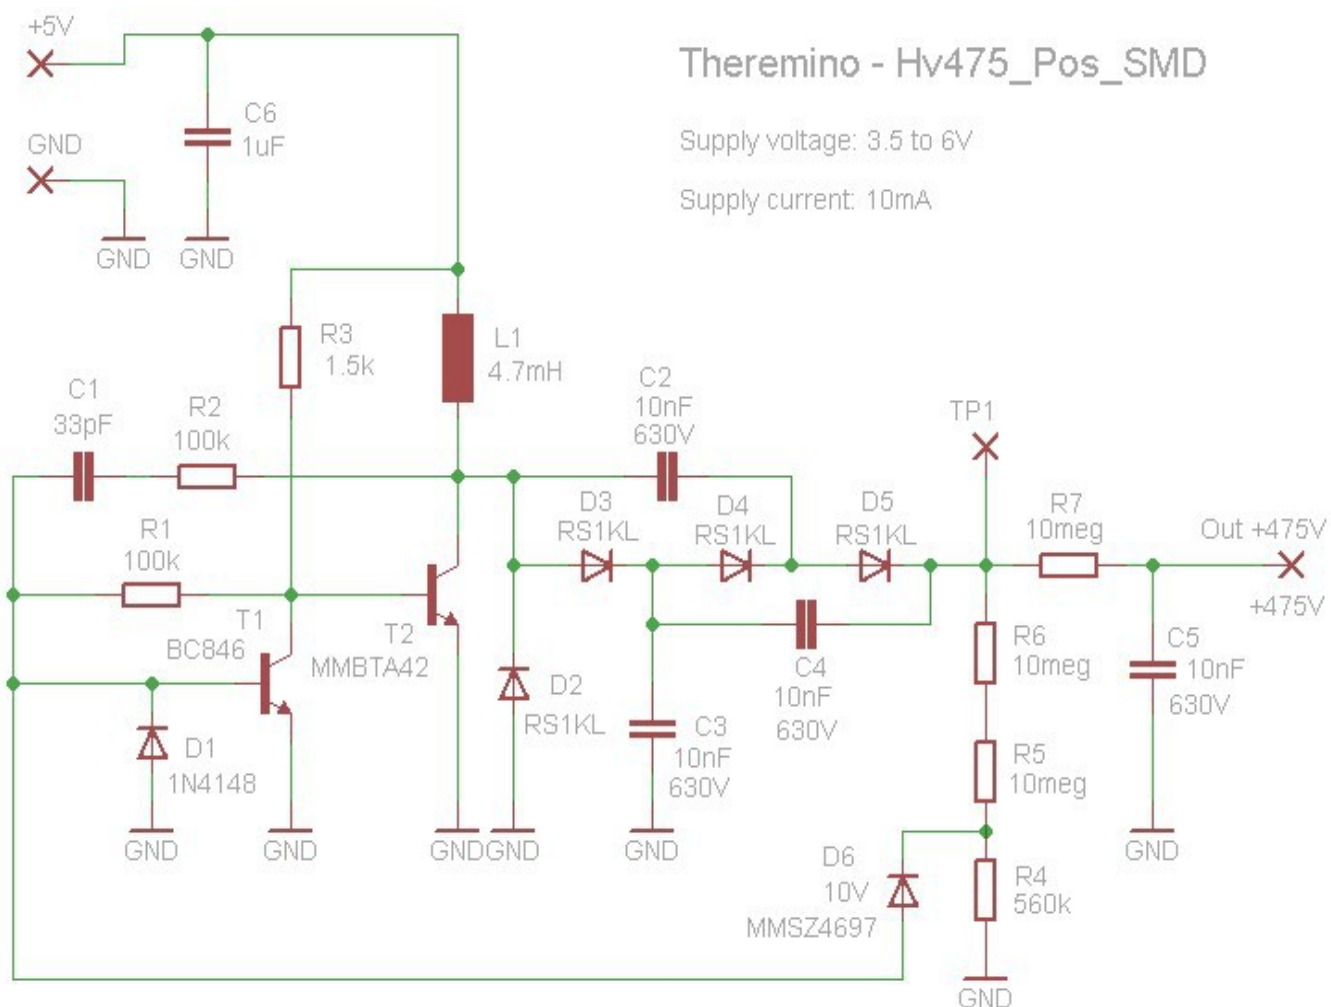 +5V
Theremino - Hv475_Pos_SMD
C6
1uF
GND
Supply voltage: 3.5 to 6V
Supply current: 10mA
GND
GND
R3
1.5k
L1
4.7mH
C1
33pF
R2
100k
C2
10nF
630V
TP1
R1
100k
D3
RS1KL
D4
RS1KL
D5
RS1KL
R7
10meg
Out +475V
+475V
T1
BC846
T2
MMBTA42
R6
10meg
C5
10nF
630V
D2
RS1KL
C4
10nF
630V
D1
1N4148
C3
10nF
630V
R5
10meg
GND
GND
GND
GND
GND
GND
D6
10V
MMSZ4697
R4
560k
GND